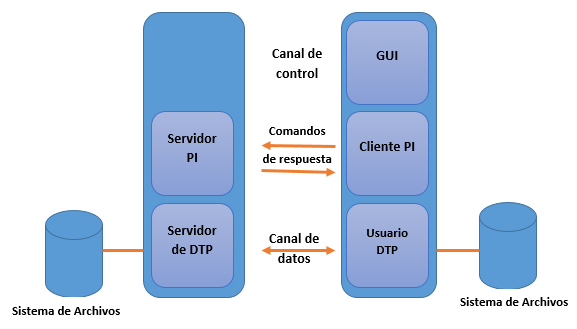 Canal de
control
GUI
Servidor
PI
Comandos
de respuesta
Cliente PI
Servidor
de DTP
Canal de
datos
Usuario
DTP
Sistema de Archivos
Sistema de Archivos